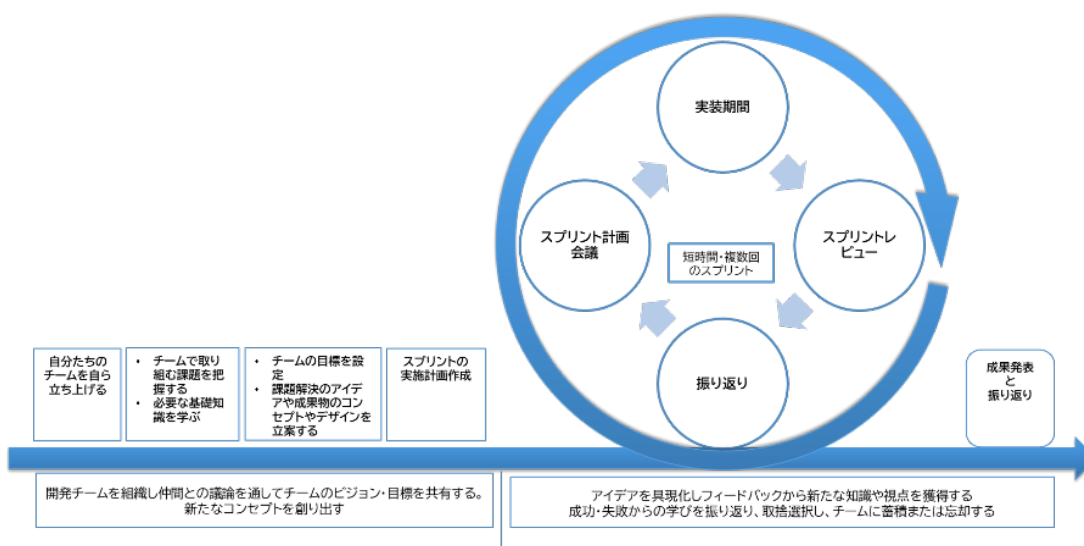 実装期間
スプリント計画
会議
スプリントレ
ビュー
短時間・複数回
のスプリント
振り返り
自分たちの
チームを自ら
立ち上げる
• チームで取り
組む課題を把
握する
• 必要な基礎知
識を学ぶ
• チームの目標を設
定
• 課題解決のアイデ
アや成果物のコン
セプトやデザインを
立案する
スプリントの
実施計画作成
成果発表
と
振り返り
開発チームを組織し仲間との議論を通してチームのビジョン・目標を共有する。
新たなコンセプトを創り出す
アイデアを具現化しフィードバックから新たな知識や視点を獲得する
成功・失敗からの学びを振り返り、取捨選択し、チームに蓄積または忘却する